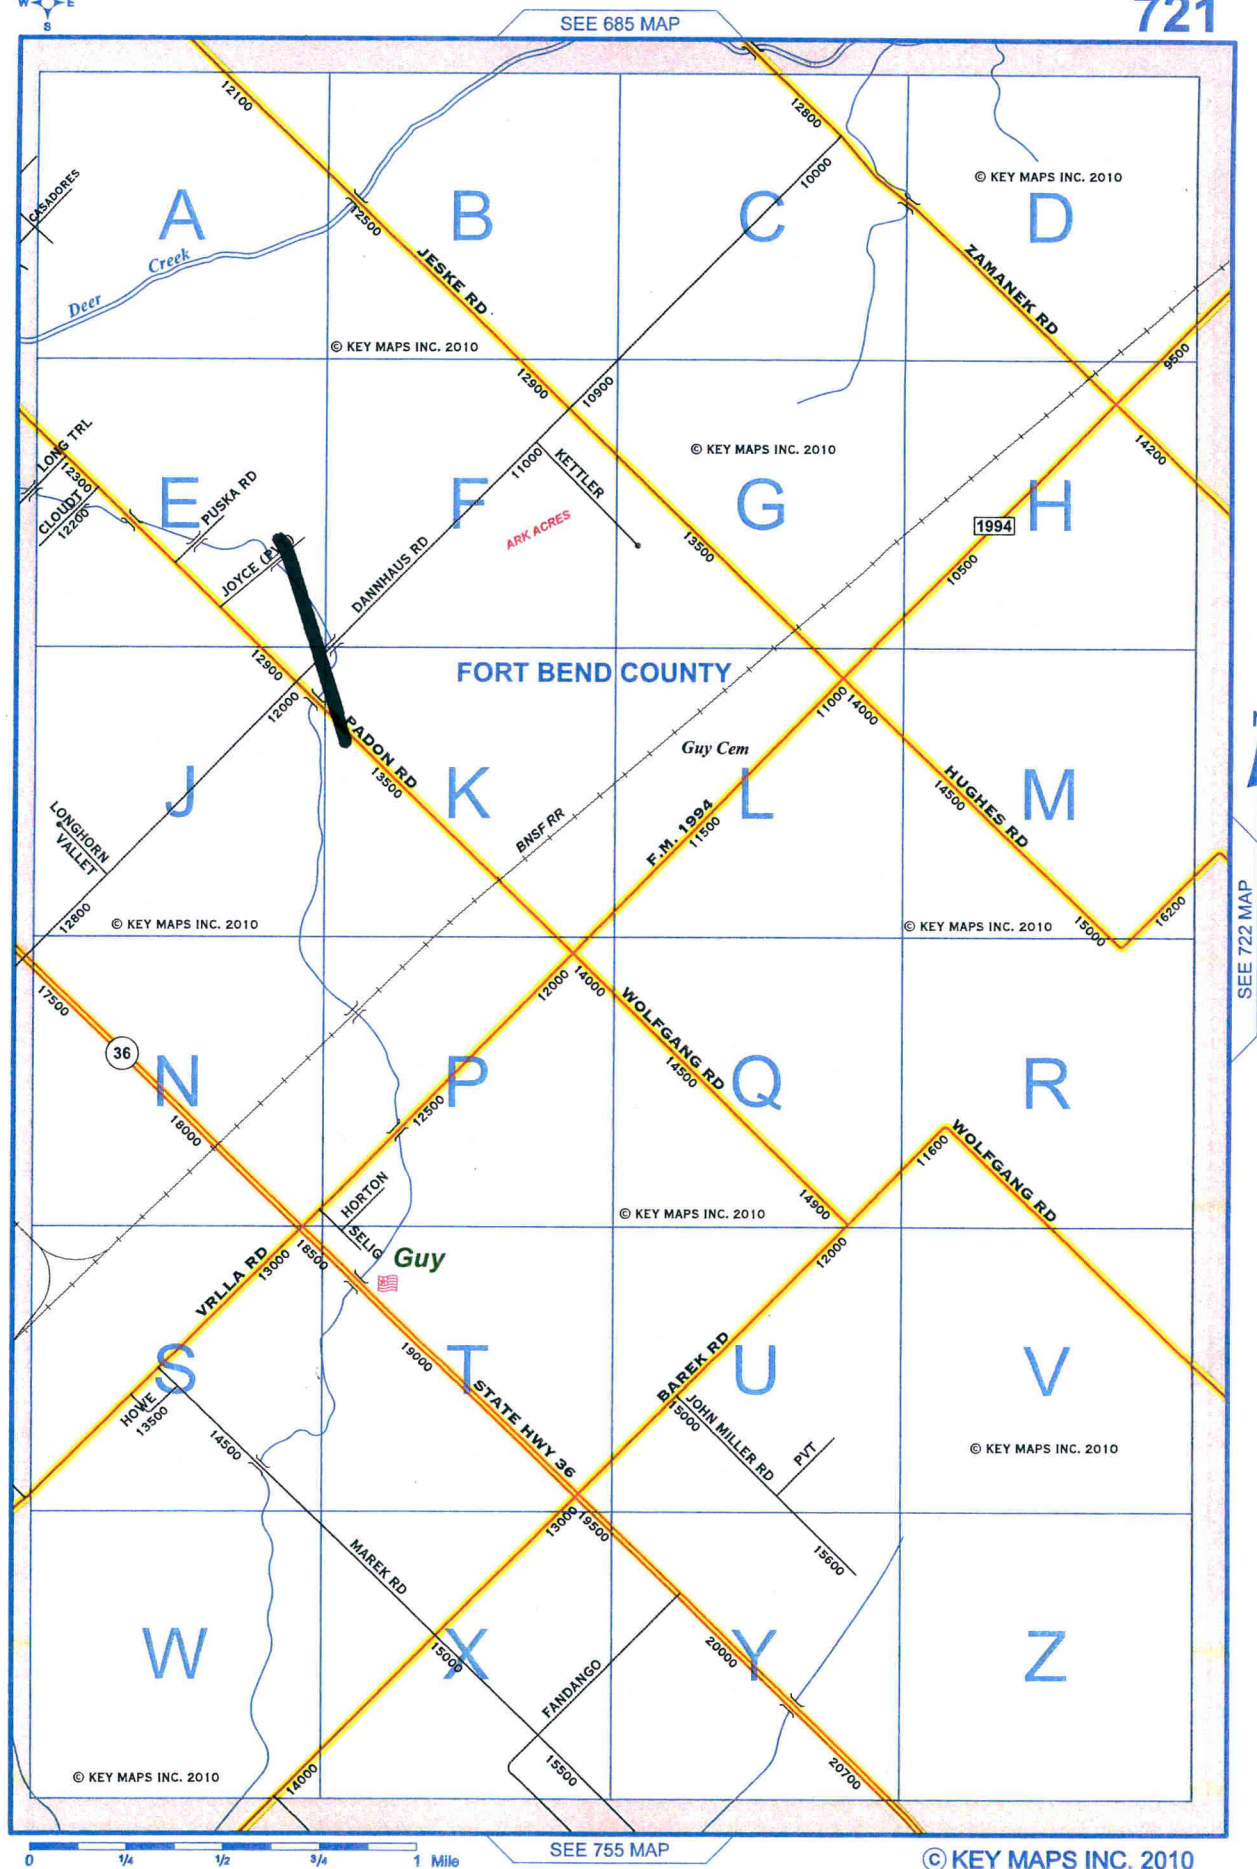 W E
S
SEE 685 MAP
721
12100
12800
10000
© KEY MAPS INC. 2010
CASADORES
A
B
C
D
12500
Creek
Deer
JESKE RD
ZAMANEK RD
© KEY MAPS INC. 2010
9500
12900
10900
LONG TRL
12300
CLOUDT
12200
PUSKA RD
11000
KETTLER
© KEY MAPS INC. 2010
14200
E
F
G
H
ARK ACRES
1994
JOYCE
DANNHAUS RD
13500
10500
12900
12000
FORT BEND COUNTY
11000
14000
PADON RD
13500
Guy Cem
J
K
L
M
HUGHES RD
14500
LONGHORN
VALLET
BNSF RR
F.M. 1994
11500
12800
© KEY MAPS INC. 2010
© KEY MAPS INC. 2010
15000
16200
SEE 722 MAP
17500
12000
14000
WOLFGANG RD
14500
36
N
P
Q
R
18000
12500
WOLFGANG RD
11600
HORTON
SELIG
14900
© KEY MAPS INC. 2010
VRLLA RD
13000
18500
Guy
12000
S
T
U
V
19000
BAREK RD
HOWE
13500
STATE HWY 36
15000
JOHN MILLER RD
PVT
14500
© KEY MAPS INC. 2010
13000
19500
MAREK RD
15600
W
X
Y
Z
15000
20000
FANDANGO
© KEY MAPS INC. 2010
14000
15500
20700
0 1/4 1/2 3/4 1 Mile
SEE 755 MAP
© KEY MAPS INC. 2010